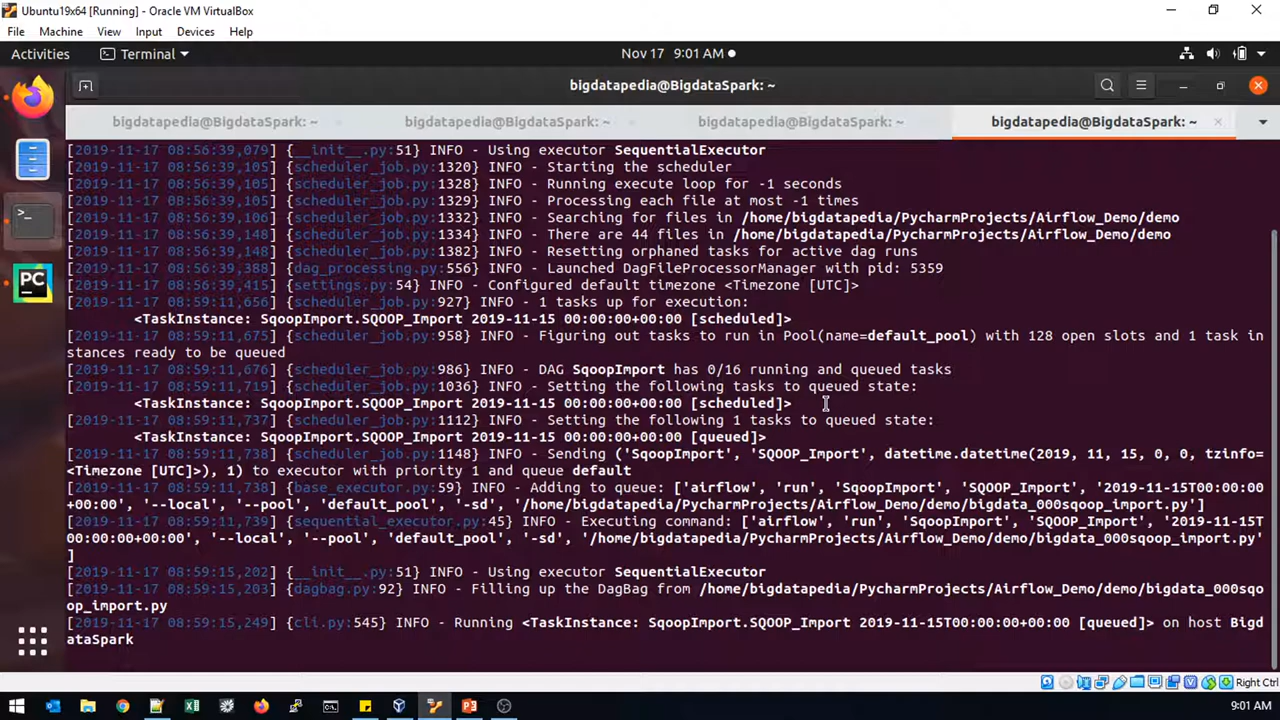 Ubuntu19x64 [Running] - Oracle VM VirtualBox
File Machine View Input Devices Help
Activities Terminal Nov 17 9:01 AM
bigdatapedia@BigdataSpark: ~
bigdatapedia@BigdataSpark: ~ bigdatapedia@BigdataSpark: ~ bigdatapedia@BigdataSpark: ~ bigdatapedia@BigdataSpark: ~
[2019-11-17 08:56:39,079] {__init__.py:51} INFO - Using executor SequentialExecutor
[2019-11-17 08:56:39,105] {scheduler_job.py:1320} INFO - Starting the scheduler
[2019-11-17 08:56:39,105] {scheduler_job.py:1328} INFO - Running execute loop for -1 seconds
[2019-11-17 08:56:39,105] {scheduler_job.py:1329} INFO - Processing each file at most -1 times
[2019-11-17 08:56:39,106] {scheduler_job.py:1332} INFO - Searching for files in /home/bigdatapedia/PycharmProjects/Airflow_Demo/demo
[2019-11-17 08:56:39,148] {scheduler_job.py:1334} INFO - There are 44 files in /home/bigdatapedia/PycharmProjects/Airflow_Demo/demo
[2019-11-17 08:56:39,148] {scheduler_job.py:1382} INFO - Resetting orphaned tasks for active dag runs
[2019-11-17 08:56:39,388] {dag_processing.py:556} INFO - Launched DagFileProcessorManager with pid: 5359
[2019-11-17 08:56:39,415] {settings.py:54} INFO - Configured default timezone <Timezone [UTC]>
[2019-11-17 08:59:11,656] {scheduler_job.py:927} INFO - 1 tasks up for execution:
<TaskInstance: SqoopImport.SQOOP_Import 2019-11-15 00:00:00+00:00 [scheduled]>
[2019-11-17 08:59:11,675] {scheduler_job.py:958} INFO - Figuring out tasks to run in Pool(name=default_pool) with 128 open slots and 1 task in
stances ready to be queued
[2019-11-17 08:59:11,676] {scheduler_job.py:986} INFO - DAG SqoopImport has 0/16 running and queued tasks
[2019-11-17 08:59:11,719] {scheduler_job.py:1036} INFO - Setting the following tasks to queued state:
<TaskInstance: SqoopImport.SQOOP_Import 2019-11-15 00:00:00+00:00 [scheduled]>
[2019-11-17 08:59:11,737] {scheduler_job.py:1112} INFO - Setting the following 1 tasks to queued state:
<TaskInstance: SqoopImport.SQOOP_Import 2019-11-15 00:00:00+00:00 [queued]>
[2019-11-17 08:59:11,738] {scheduler_job.py:1148} INFO - Sending ('SqoopImport', 'SQOOP_Import', datetime.datetime(2019, 11, 15, 0, 0, tzinfo=
<Timezone [UTC]>), 1) to executor with priority 1 and queue default
[2019-11-17 08:59:11,738] {base_executor.py:59} INFO - Adding to queue: ['airflow', 'run', 'SqoopImport', 'SQOOP_Import', '2019-11-15T00:00:00
+00:00', '--local', '--pool', 'default_pool', '-sd', '/home/bigdatapedia/PycharmProjects/Airflow_Demo/demo/bigdata_000sqoop_import.py']
[2019-11-17 08:59:11,739] {sequential_executor.py:45} INFO - Executing command: ['airflow', 'run', 'SqoopImport', 'SQOOP_Import', '2019-11-15T
00:00:00+00:00', '--local', '--pool', 'default_pool', '-sd', '/home/bigdatapedia/PycharmProjects/Airflow_Demo/demo/bigdata_000sqoop_import.py'
]
[2019-11-17 08:59:15,202] {__init__.py:51} INFO - Using executor SequentialExecutor
[2019-11-17 08:59:15,203] {dagbag.py:92} INFO - Filling up the DagBag from /home/bigdatapedia/PycharmProjects/Airflow_Demo/demo/bigdata_000sqo
op_import.py
[2019-11-17 08:59:15,249] {cli.py:545} INFO - Running <TaskInstance: SqoopImport.SQOOP_Import 2019-11-15T00:00:00+00:00 [queued]> on host Bigd
ataSpark
PC
Right Ctrl
9:01 AM